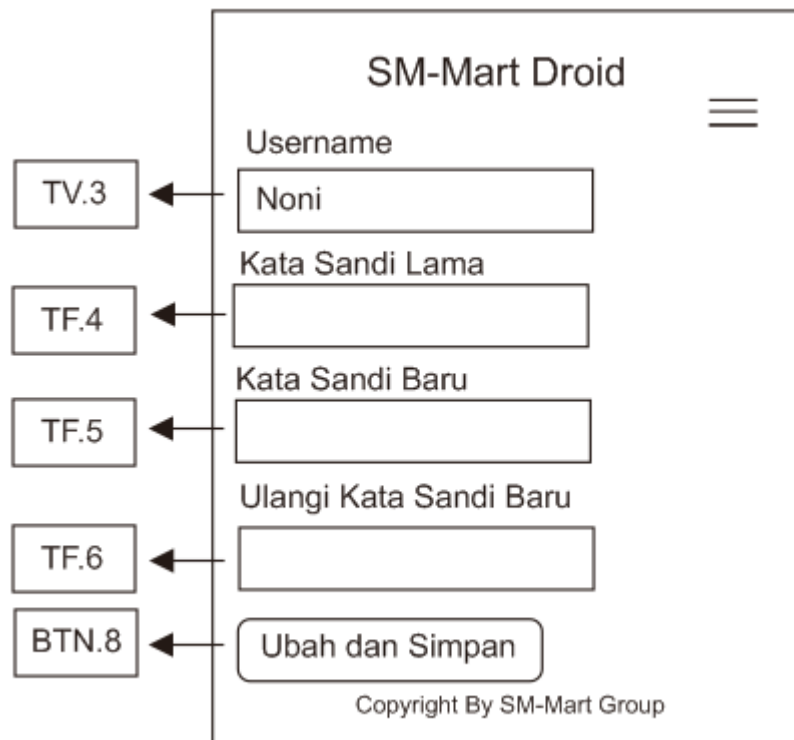 SM-Mart Droid
Username
TV.3
Noni
Kata Sandi Lama
TF.4
Kata Sandi Baru
TF.5
Ulangi Kata Sandi Baru
TF.6
BTN.8
Ubah dan Simpan
Copyright By SM-Mart Group